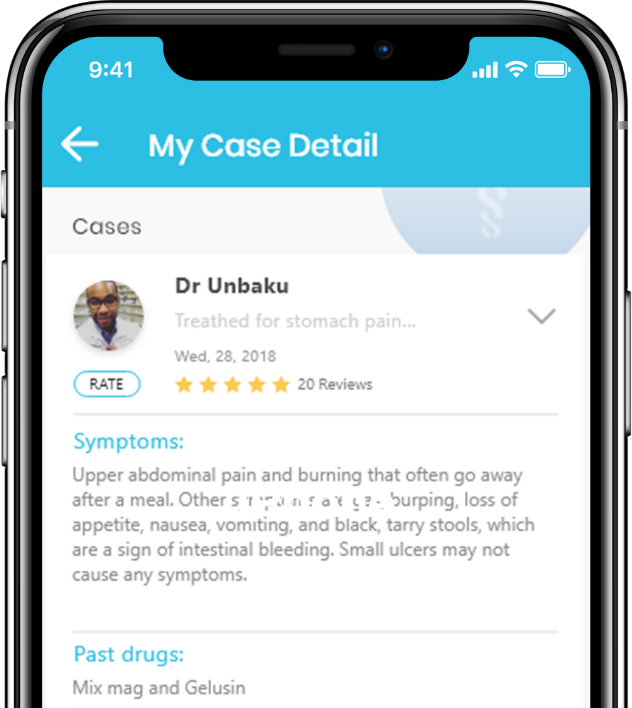 9:41
My Case Detail
Cases
Dr Unbaku
Treathed for stomach pain...
Wed, 28, 2018
RATE
20 Reviews
Symptoms:
Upper abdominal pain and burning that often go away
after a meal. Other burping, loss of
appetite, nausea, vomiting, and black, tarry stools, which
are a sign of intestinal bleeding. Small ulcers may not
cause any symptoms.
Past drugs:
Mix mag and Gelusin